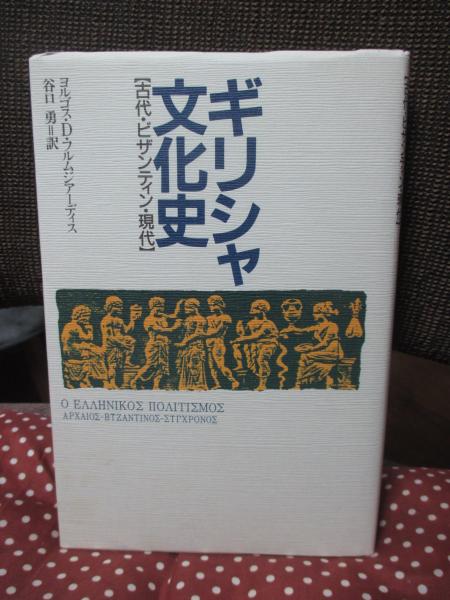 ギリシャ
文化史
[古代・ビザンティン・現代]
ヨルゴス・D・フルムジアーディス
谷口 勇=訳
Ο ΕΛΛΗΝΙΚΟΣ ΠΟΛΙΤΙΣΜΟΣ
ΑΡΧΑΙΟΣ-ΒΥΖΑΝΤΙΝΟΣ-ΣΥΓΧΡΟΝΟΣ